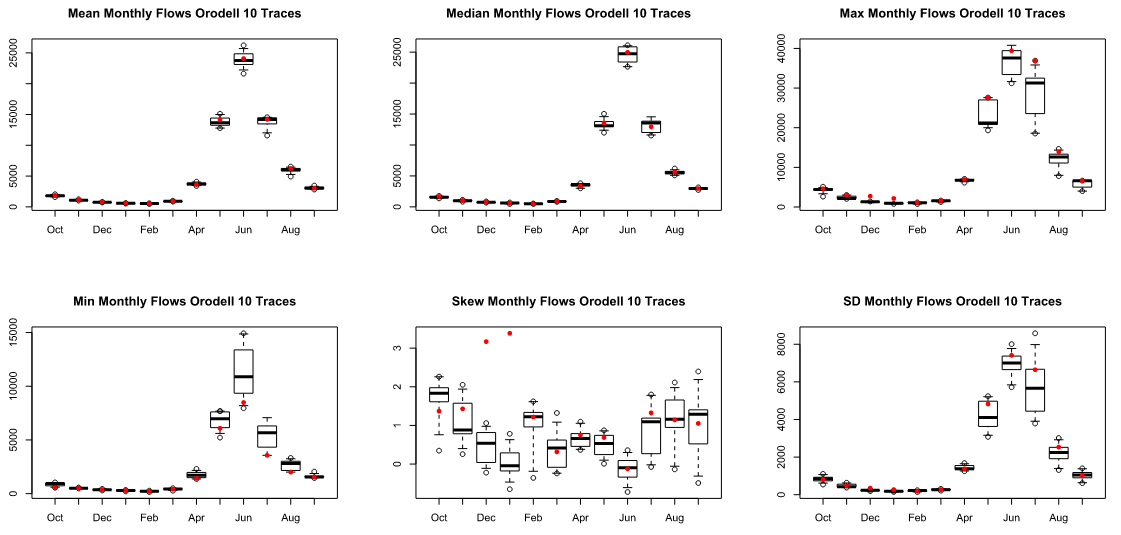 Mean Monthly Flows Orodell 10 Traces
25000
15000
5000
0
Oct Dec Feb Apr Jun Aug
Median Monthly Flows Orodell 10 Traces
25000
15000
5000
0
Oct Dec Feb Apr Jun Aug
Max Monthly Flows Orodell 10 Traces
40000
30000
20000
10000
0
Oct Dec Feb Apr Jun Aug
Min Monthly Flows Orodell 10 Traces
15000
10000
50000
0
Oct Dec Feb Apr Jun Aug
Skew Monthly Flows Orodell 10 Traces
3
2
1
0
Oct Dec Feb Apr Jun Aug
SD Monthly Flows Orodell 10 Traces
8000
6000
4000
2000
0
Oct Dec Feb Apr Jun Aug